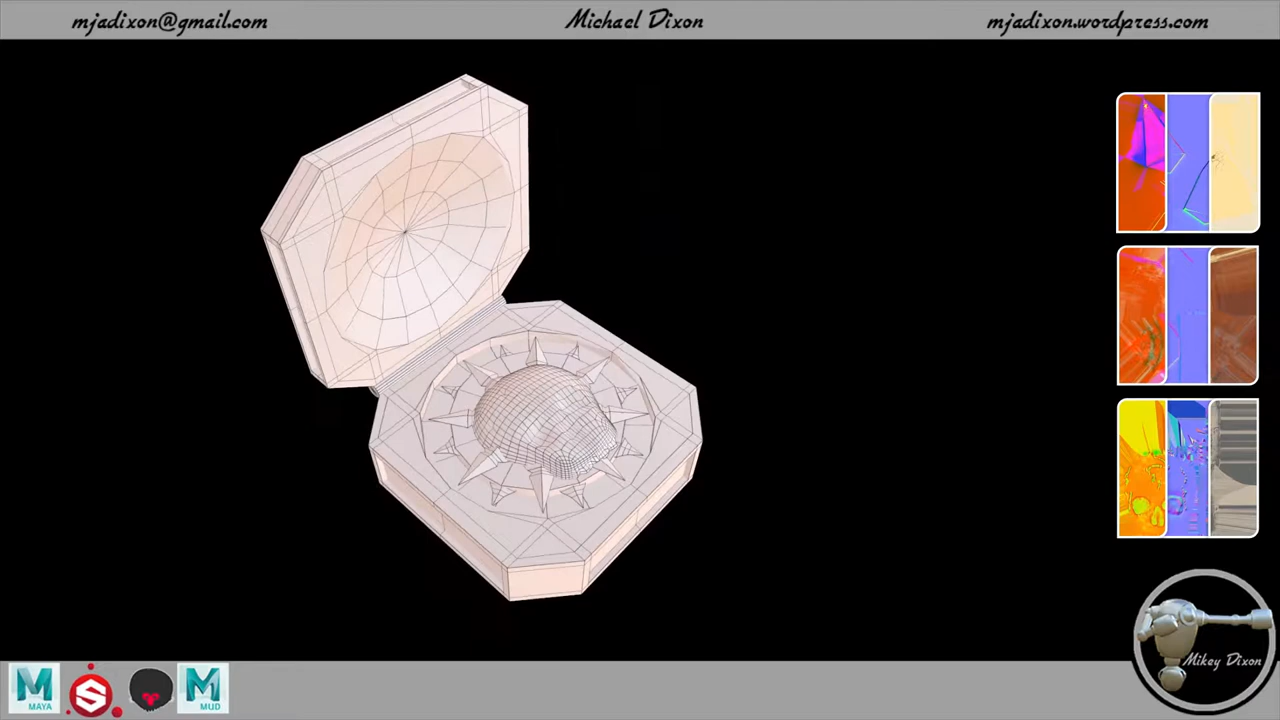 mjadixon@gmail.com
Michael Dixon
mjadixon.wordpress.com
Mikey Dixon
MAYA
S
MUD